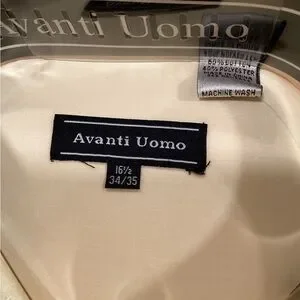 Avanti Uomo
60% COTTON
40% POLYESTER
MACHINE WASH
Avanti Uomo
16½
34/35